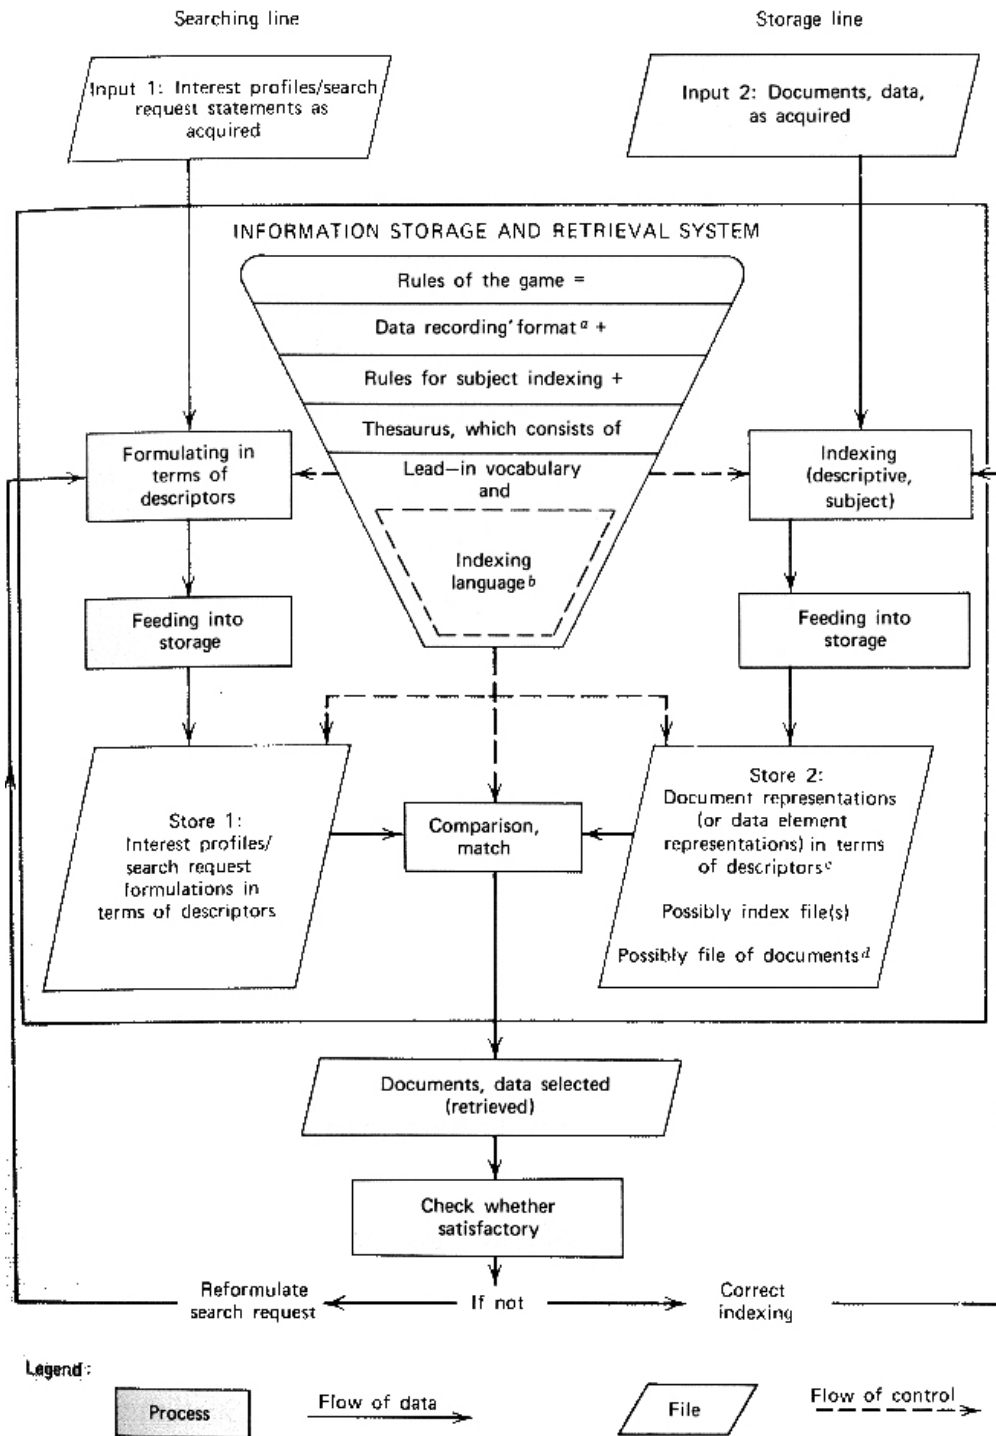 Searching line
Storage line
Input 1: Interest profiles/search
request statements as
acquired
Input 2: Documents, data,
as acquired
INFORMATION STORAGE AND RETRIEVAL SYSTEM
Rules of the game =
Data recording format a +
Rules for subject indexing +
Thesaurus, which consists of
Lead–in vocabulary
and
Indexing
language b
Formulating in
terms of
descriptors
Indexing
(descriptive,
subject)
Feeding into
storage
Feeding into
storage
Store 1:
Interest profiles/
search request
formulations in
terms of descriptors
Comparison,
match
Store 2:
Document representations
(or data element
representations) in terms
of descriptors c
Possibly index file(s)
Possibly file of documents d
Documents, data selected
(retrieved)
Check whether
satisfactory
Reformulate
search request
If not
Correct
indexing
Legend:
Process
Flow of data
File
Flow of control